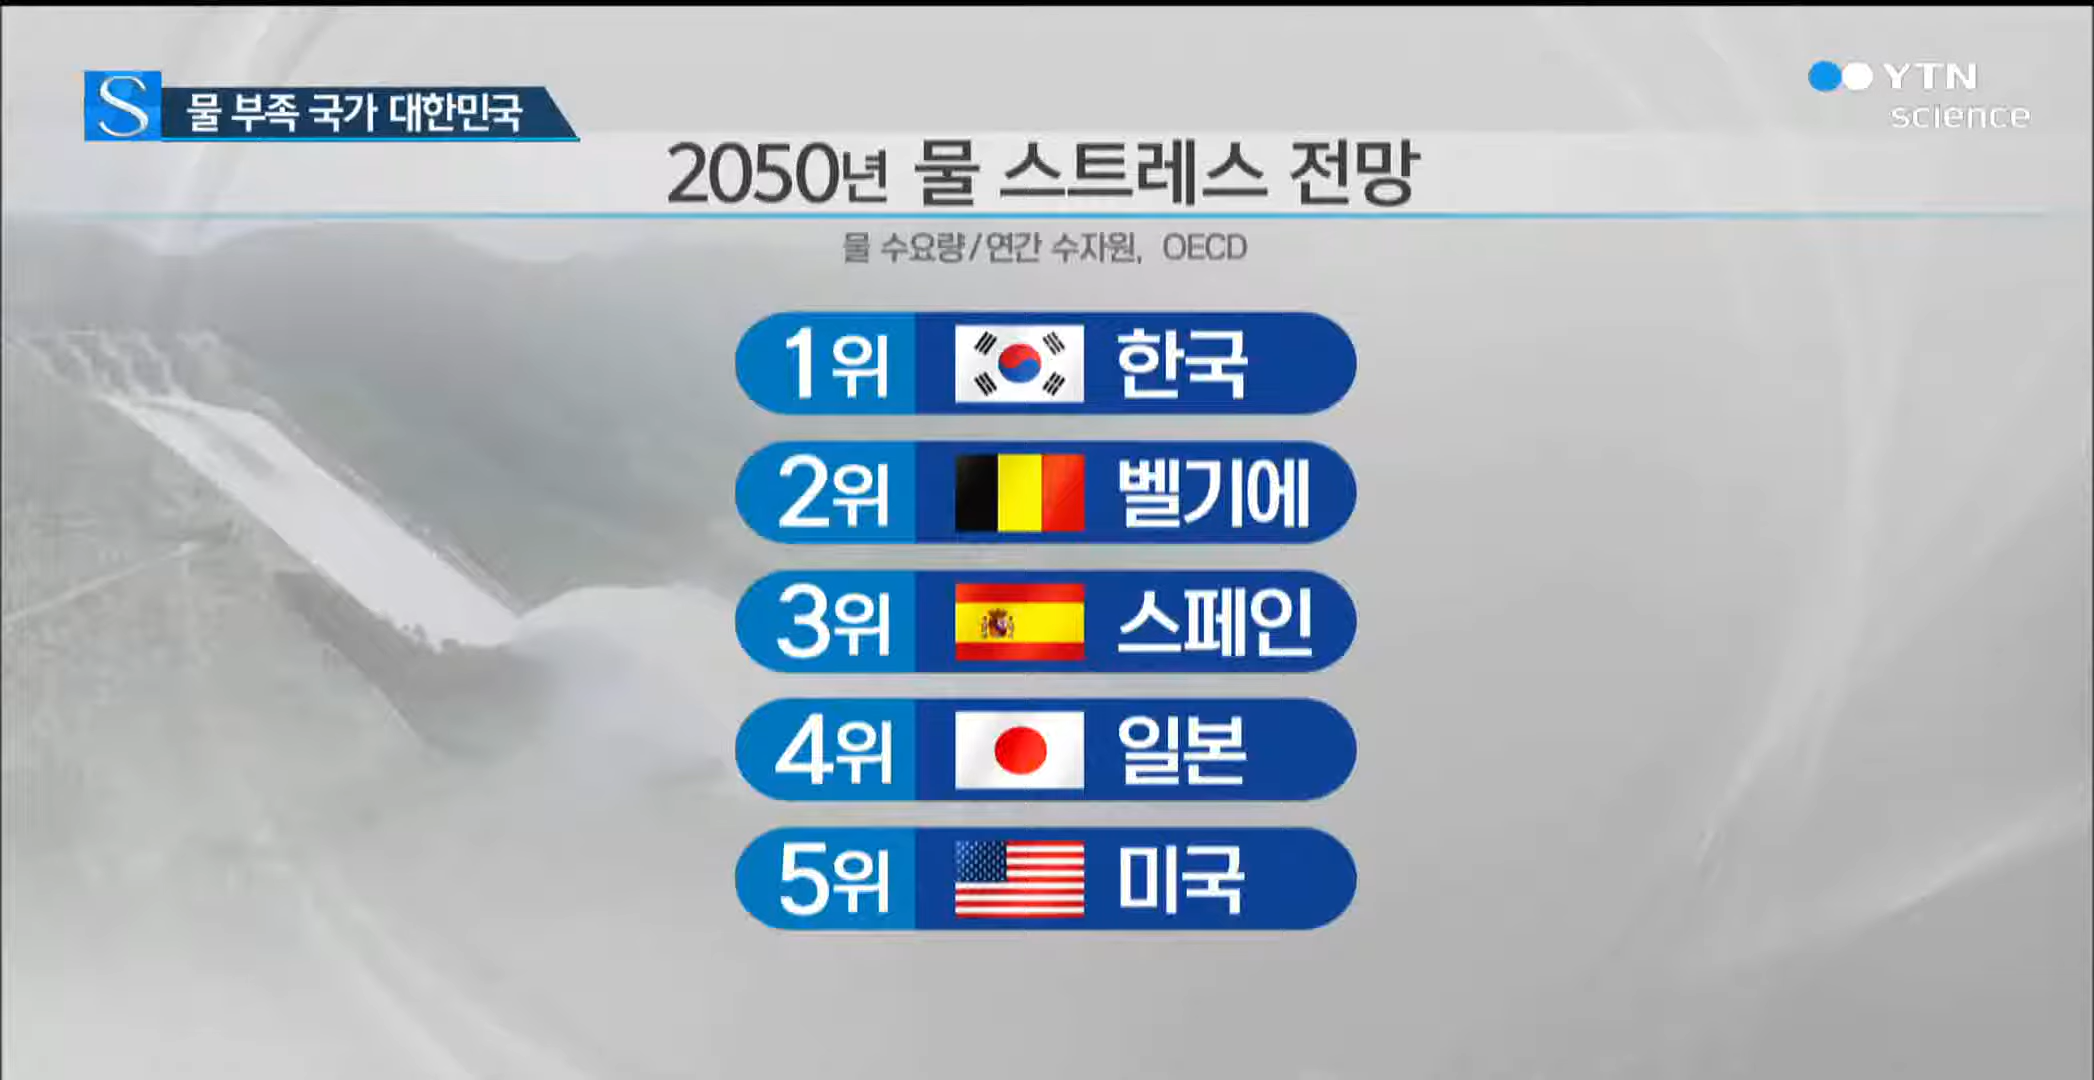 S 물 부족 국가 대한민국
YTN
science
2050년 물 스트레스 전망
물 수요량/연간 수자원, OECD
1위 한국
2위 벨기에
3위 스페인
4위 일본
5위 미국